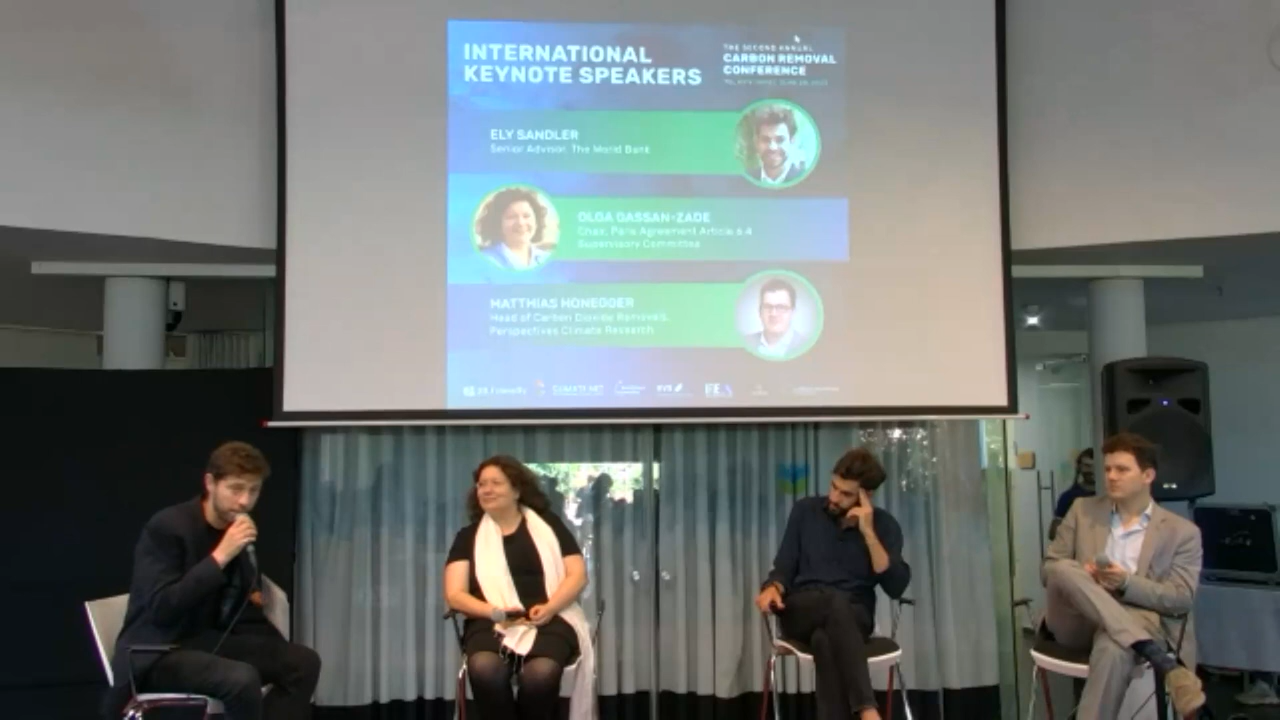 INTERNATIONAL
KEYNOTE SPEAKERS
THE SECOND ANNUAL
CARBON REMOVAL
CONFERENCE
ELY SANDLER
Senior Advisor, The World Bank
OLGA GASSAN-ZADE
Chair, Paris Agreement Article 6.4
Supervisory Committee
MATTHIAS HONEGGER
Head of Carbon Dioxide Removals,
Perspectives Climate Research